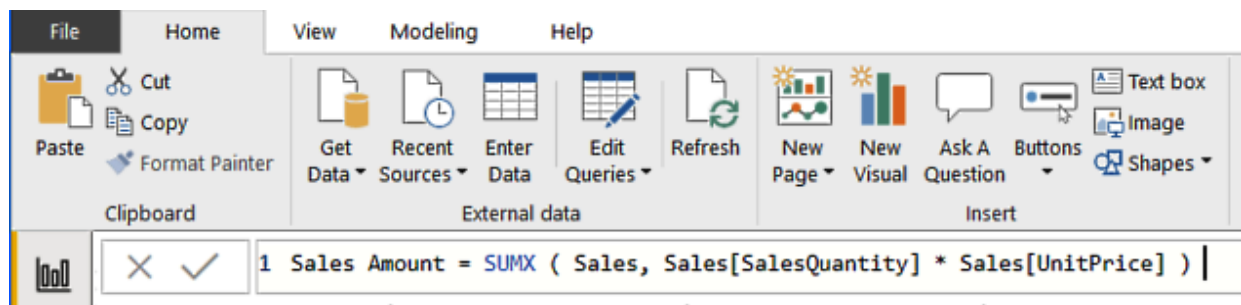 File Home View Modeling Help
Paste
Cut
Copy
Format Painter
Clipboard
Get Data
Recent Sources
Enter Data
Edit Queries
Refresh
External data
New Page
New Visual
Ask A Question
Buttons
Text box
Image
Shapes
Insert
1 Sales Amount = SUMX ( Sales, Sales[SalesQuantity] * Sales[UnitPrice] )